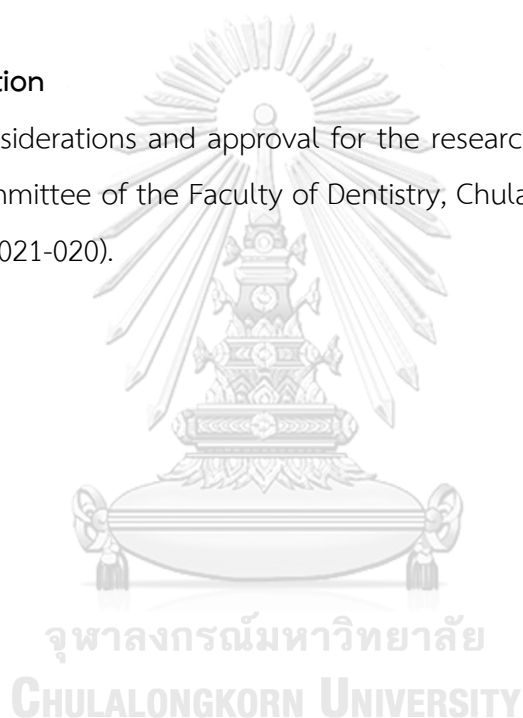 tion
siderations and approval for the researc
mmittee of the Faculty of Dentistry, Chula
021-020).
จุฬาลงกรณ์มหาวิทยาลัย
CHULALONGKORN UNIVERSITY